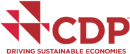 CDP
DRIVING SUSTAINABLE ECONOMIES